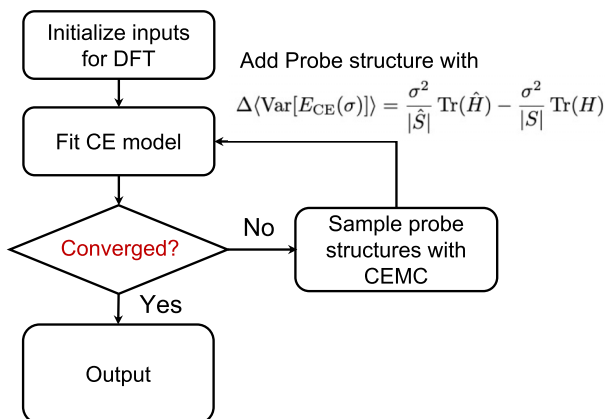 Initialize inputs
for DFT
Add Probe structure with
Δ⟨Var[E_CE(σ)]⟩ = σ²/|Ŝ| Tr(Ĥ) − σ²/|S| Tr(H)
Fit CE model
Converged?
No
Sample probe
structures with
CEMC
Yes
Output